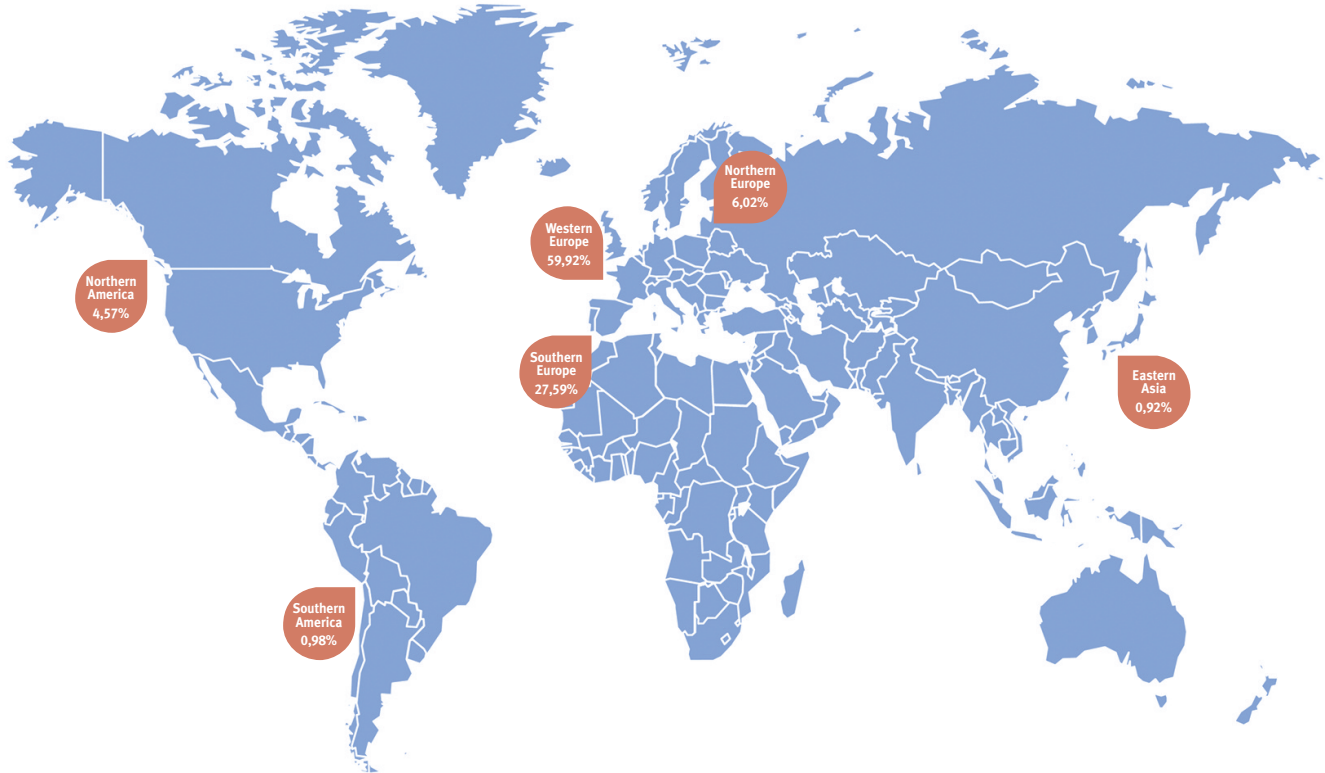 Northern
Europe
6,02%
Western
Europe
59,92%
Northern
America
4,57%
Southern
Europe
27,59%
Eastern
Asia
0,92%
Southern
America
0,98%